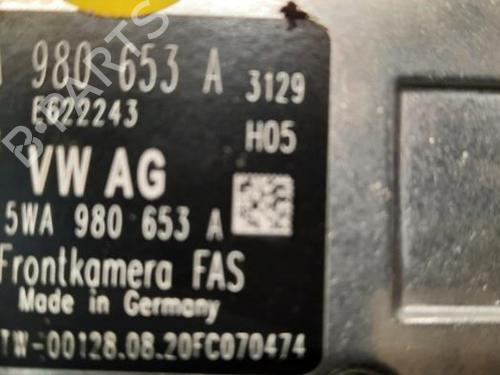 980 653 A 3129
E622243 H05
VW AG
5WA 980 653 A
Frontkamera FAS
Made in Germany
TW-00128.08.20FC070474
B-PARTS